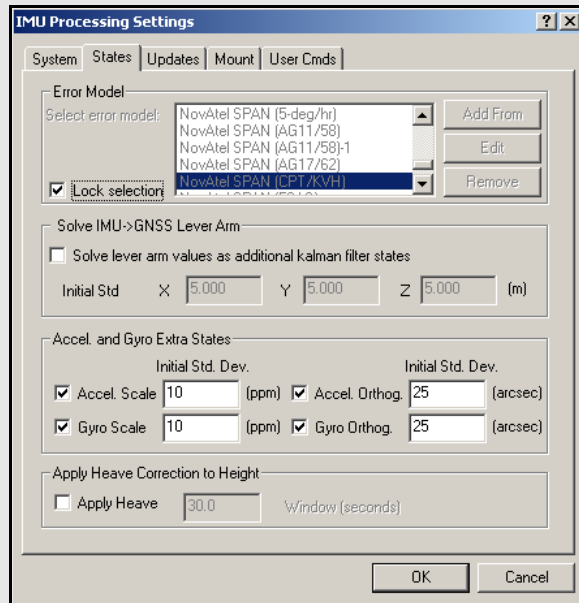 IMU Processing Settings
System States Updates Mount User Cmds
Error Model
Select error model:
NovAtel SPAN (5-deg/hr)
NovAtel SPAN (AG11/58)
NovAtel SPAN (AG11/58)-1
NovAtel SPAN (AG17/62)
NovAtel SPAN (CPT/KVH)
Add From
Edit
Remove
Lock selection
Solve IMU->GNSS Lever Arm
Solve lever arm values as additional kalman filter states
Initial Std X 5.000 Y 5.000 Z 5.000 (m)
Accel. and Gyro Extra States
Initial Std. Dev. Initial Std. Dev.
Accel. Scale 10 (ppm) Accel. Orthog. 25 (arcsec)
Gyro Scale 10 (ppm) Gyro Orthog. 25 (arcsec)
Apply Heave Correction to Height
Apply Heave 30.0 Window (seconds)
OK Cancel